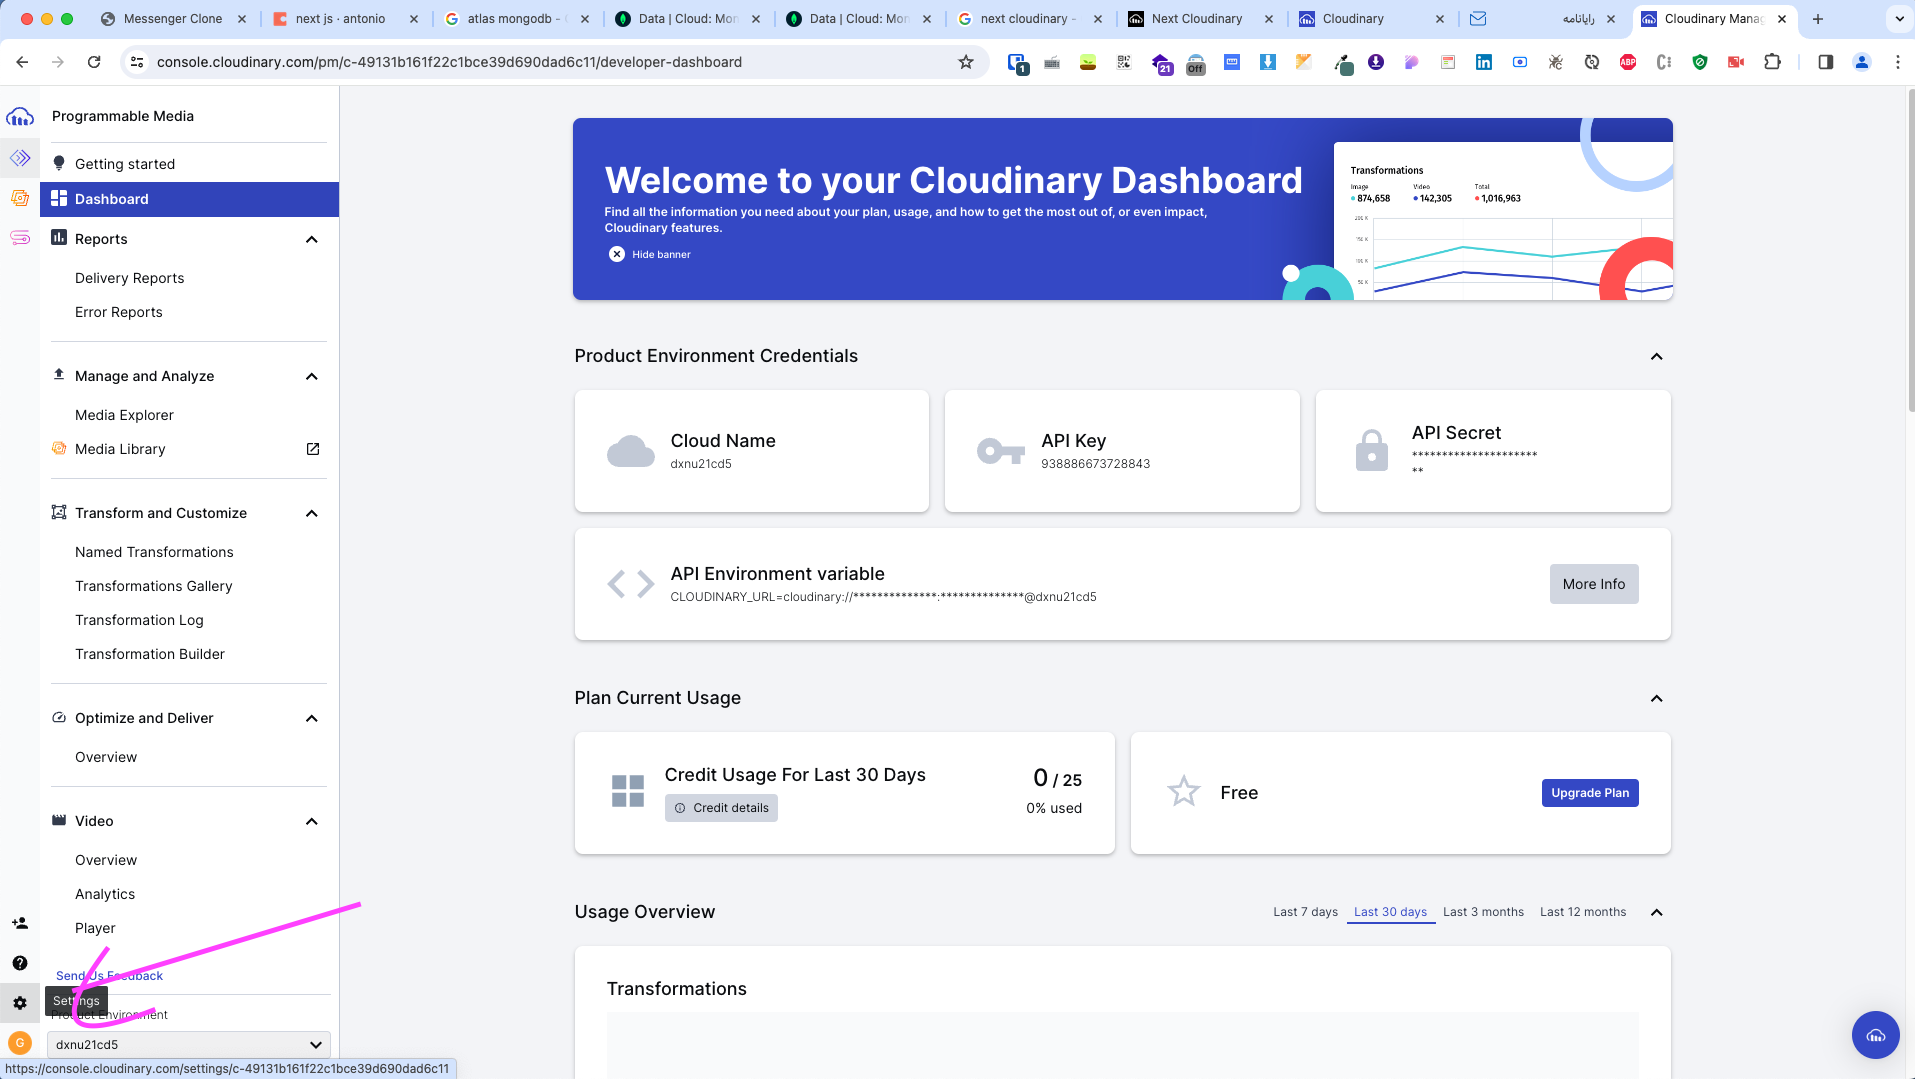 Messenger Clone
next js · antonio
atlas mongodb -
Data | Cloud: Mon
Data | Cloud: Mon
next cloudinary -
Next Cloudinary
Cloudinary
رایانامه
Cloudinary Manag
console.cloudinary.com/pm/c-49131b161f22c1bce39d690dad6c11/developer-dashboard
1
21
Off
ABP
Programmable Media
Getting started
Dashboard
Reports
Delivery Reports
Error Reports
Manage and Analyze
Media Explorer
Media Library
Transform and Customize
Named Transformations
Transformations Gallery
Transformation Log
Transformation Builder
Optimize and Deliver
Overview
Video
Overview
Analytics
Player
Send Us Feedback
Settings
Product Environment
G
dxnu21cd5
https://console.cloudinary.com/settings/c-49131b161f22c1bce39d690dad6c11
Welcome to your Cloudinary Dashboard
Find all the information you need about your plan, usage, and how to get the most out of, or even impact,
Cloudinary features.
Hide banner
Transformations
Image Video Total
874,658 142,305 1,016,963
200 K
150 K
100 K
50 K
Product Environment Credentials
Cloud Name
dxnu21cd5
API Key
938886673728843
API Secret
*********************
**
API Environment variable
CLOUDINARY_URL=cloudinary://**************:**************@dxnu21cd5
More Info
Plan Current Usage
Credit Usage For Last 30 Days
Credit details
0 / 25
0% used
Free
Upgrade Plan
Usage Overview
Last 7 days Last 30 days Last 3 months Last 12 months
Transformations